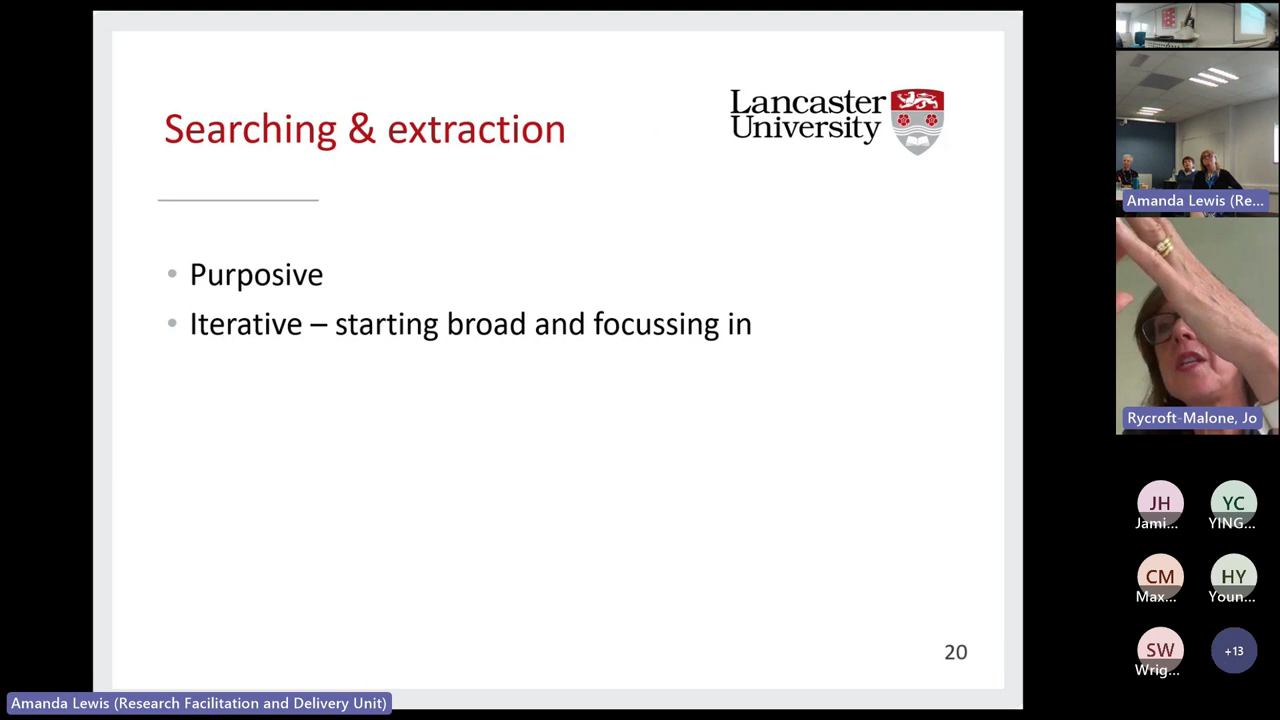 Searching & extraction
Lancaster
University
• Purposive
• Iterative – starting broad and focussing in
20
Amanda Lewis (Research Facilitation and Delivery Unit)
Amanda Lewis (Re...
Rycroft-Malone, Jo
JH
Jami...
YC
YING...
CM
Max...
HY
Youn...
SW
Wrig...
+13